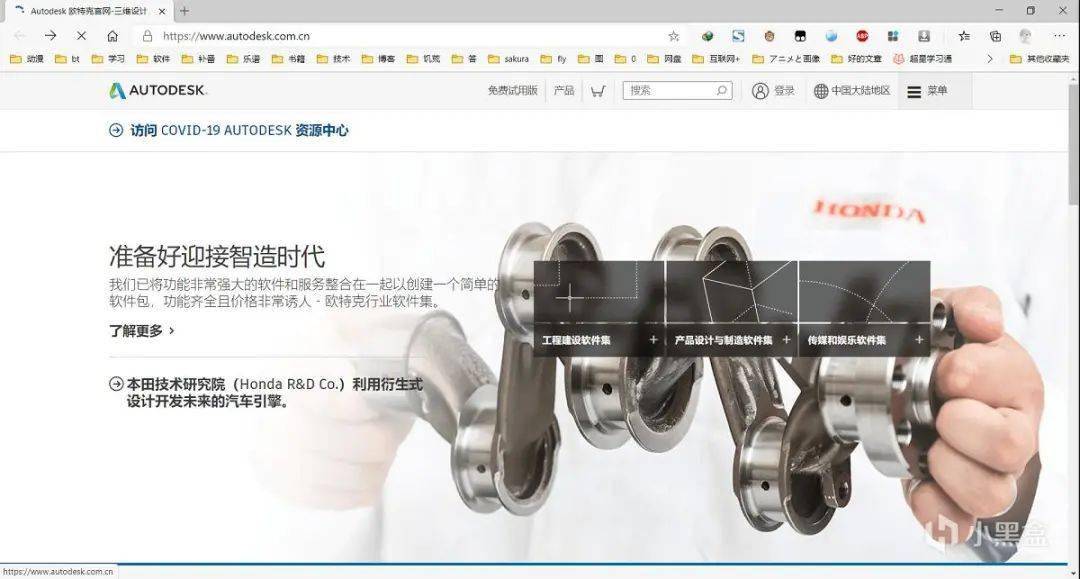 Autodesk 欧特克官网-三维设计
https://www.autodesk.com.cn
动漫 bt 学习 软件 补番 乐谱 书籍 技术 博客 饥荒 答 sakura fly 图 0 网盘 互联网+ アニメと画像 好的文章 超星学习通 其他收藏夹
AUTODESK
免费试用版 产品 搜索 登录 中国大陆地区 菜单
访问 COVID-19 AUTODESK 资源中心
HONDA
准备好迎接智造时代
我们已将功能非常强大的软件和服务整合在一起以创建一个简单的
软件包，功能齐全且价格非常诱人 - 欧特克行业软件集。
了解更多
工程建设软件集 + 产品设计与制造软件集 + 传媒和娱乐软件集 +
本田技术研究院（Honda R&D Co.）利用衍生式
设计开发未来的汽车引擎。
小黑盒
https://www.autodesk.com.cn